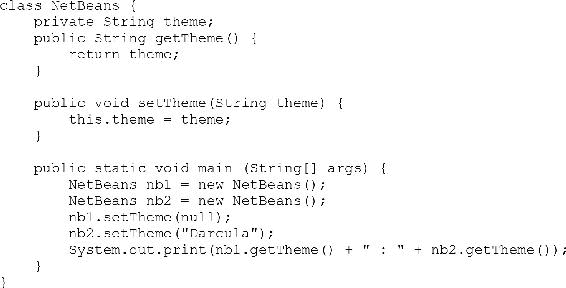 class NetBeans {
    private String theme;
    public String getTheme() {
        return theme;
    }

    public void setTheme(String theme) {
        this.theme = theme;
    }

    public static void main (String[] args) {
        NetBeans nb1 = new NetBeans();
        NetBeans nb2 = new NetBeans();
        nb1.setTheme(null);
        nb2.setTheme("Darcula");
        System.out.print(nb1.getTheme() + " : " + nb2.getTheme());
    }
}